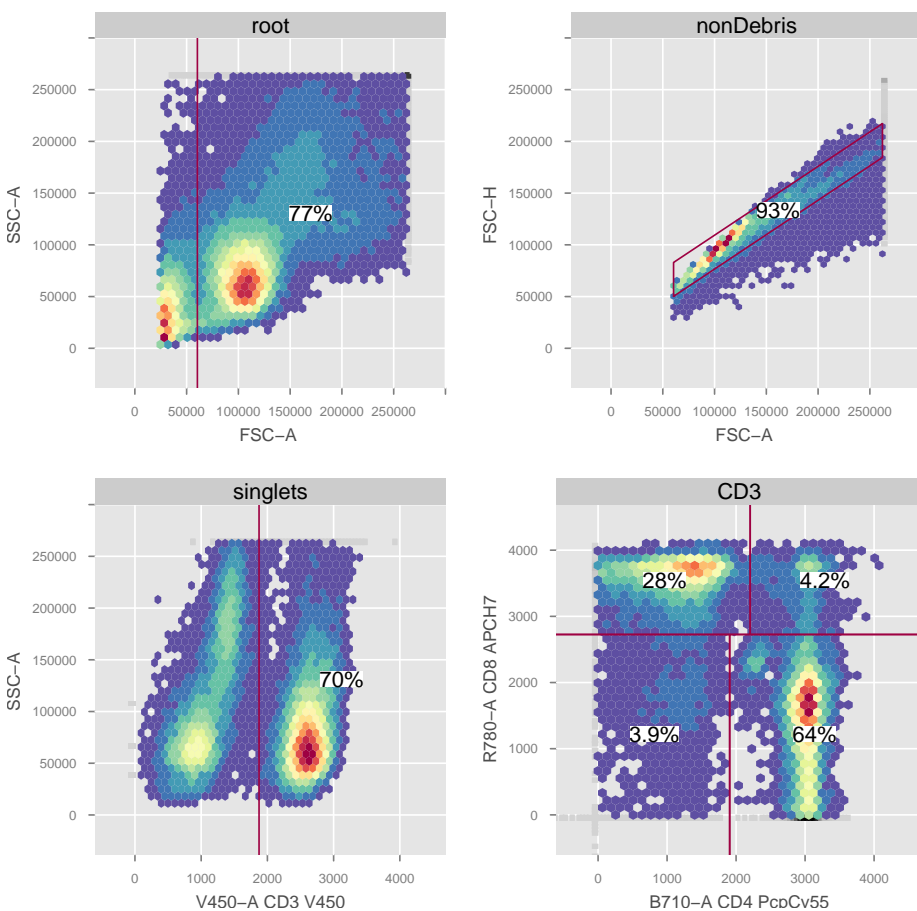 root
250000
200000
150000
100000
50000
0
SSC−A
77%
0 50000 100000 150000 200000 250000
FSC−A
nonDebris
250000
200000
150000
100000
50000
0
FSC−H
93%
0 50000 100000 150000 200000 250000
FSC−A
singlets
250000
200000
150000
100000
50000
0
SSC−A
70%
0 1000 2000 3000 4000
V450−A CD3 V450
CD3
4000
3000
2000
1000
0
R780−A CD8 APCH7
28% 4.2%
3.9% 64%
0 1000 2000 3000 4000
B710−A CD4 PcpCy55